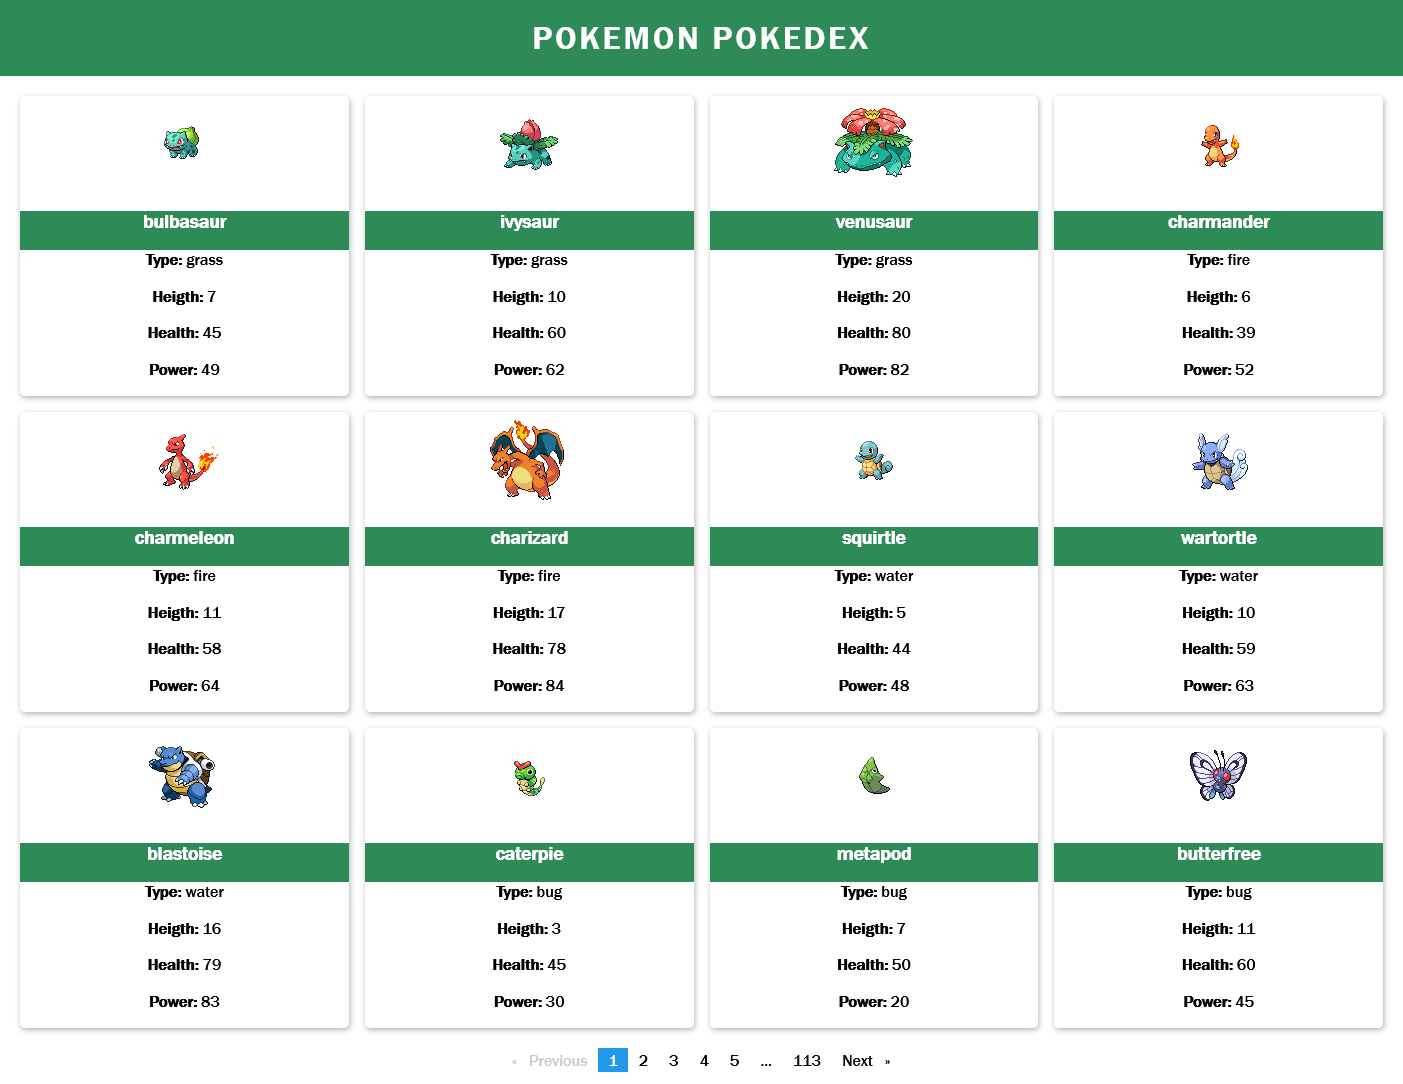 POKEMON POKEDEX
bulbasaur
Type: grass
Heigth: 7
Health: 45
Power: 49
ivysaur
Type: grass
Heigth: 10
Health: 60
Power: 62
venusaur
Type: grass
Heigth: 20
Health: 80
Power: 82
charmander
Type: fire
Heigth: 6
Health: 39
Power: 52
charmeleon
Type: fire
Heigth: 11
Health: 58
Power: 64
charizard
Type: fire
Heigth: 17
Health: 78
Power: 84
squirtle
Type: water
Heigth: 5
Health: 44
Power: 48
wartortle
Type: water
Heigth: 10
Health: 59
Power: 63
blastoise
Type: water
Heigth: 16
Health: 79
Power: 83
caterpie
Type: bug
Heigth: 3
Health: 45
Power: 30
metapod
Type: bug
Heigth: 7
Health: 50
Power: 20
butterfree
Type: bug
Heigth: 11
Health: 60
Power: 45
« Previous 1 2 3 4 5 ... 113 Next »